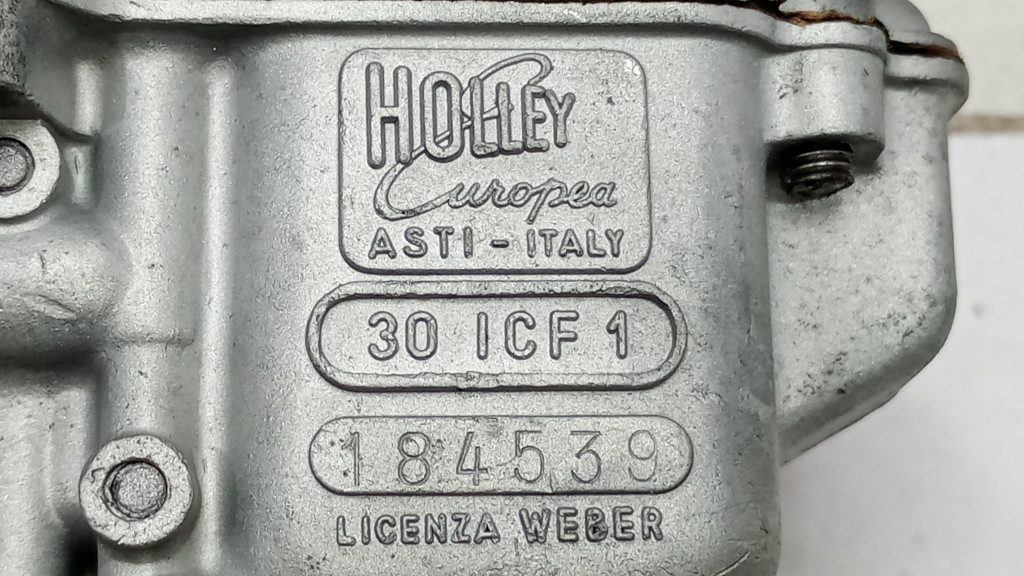 HOLLEY
Europea
ASTI - ITALY
30 ICF 1
184539
LICENZA WEBER